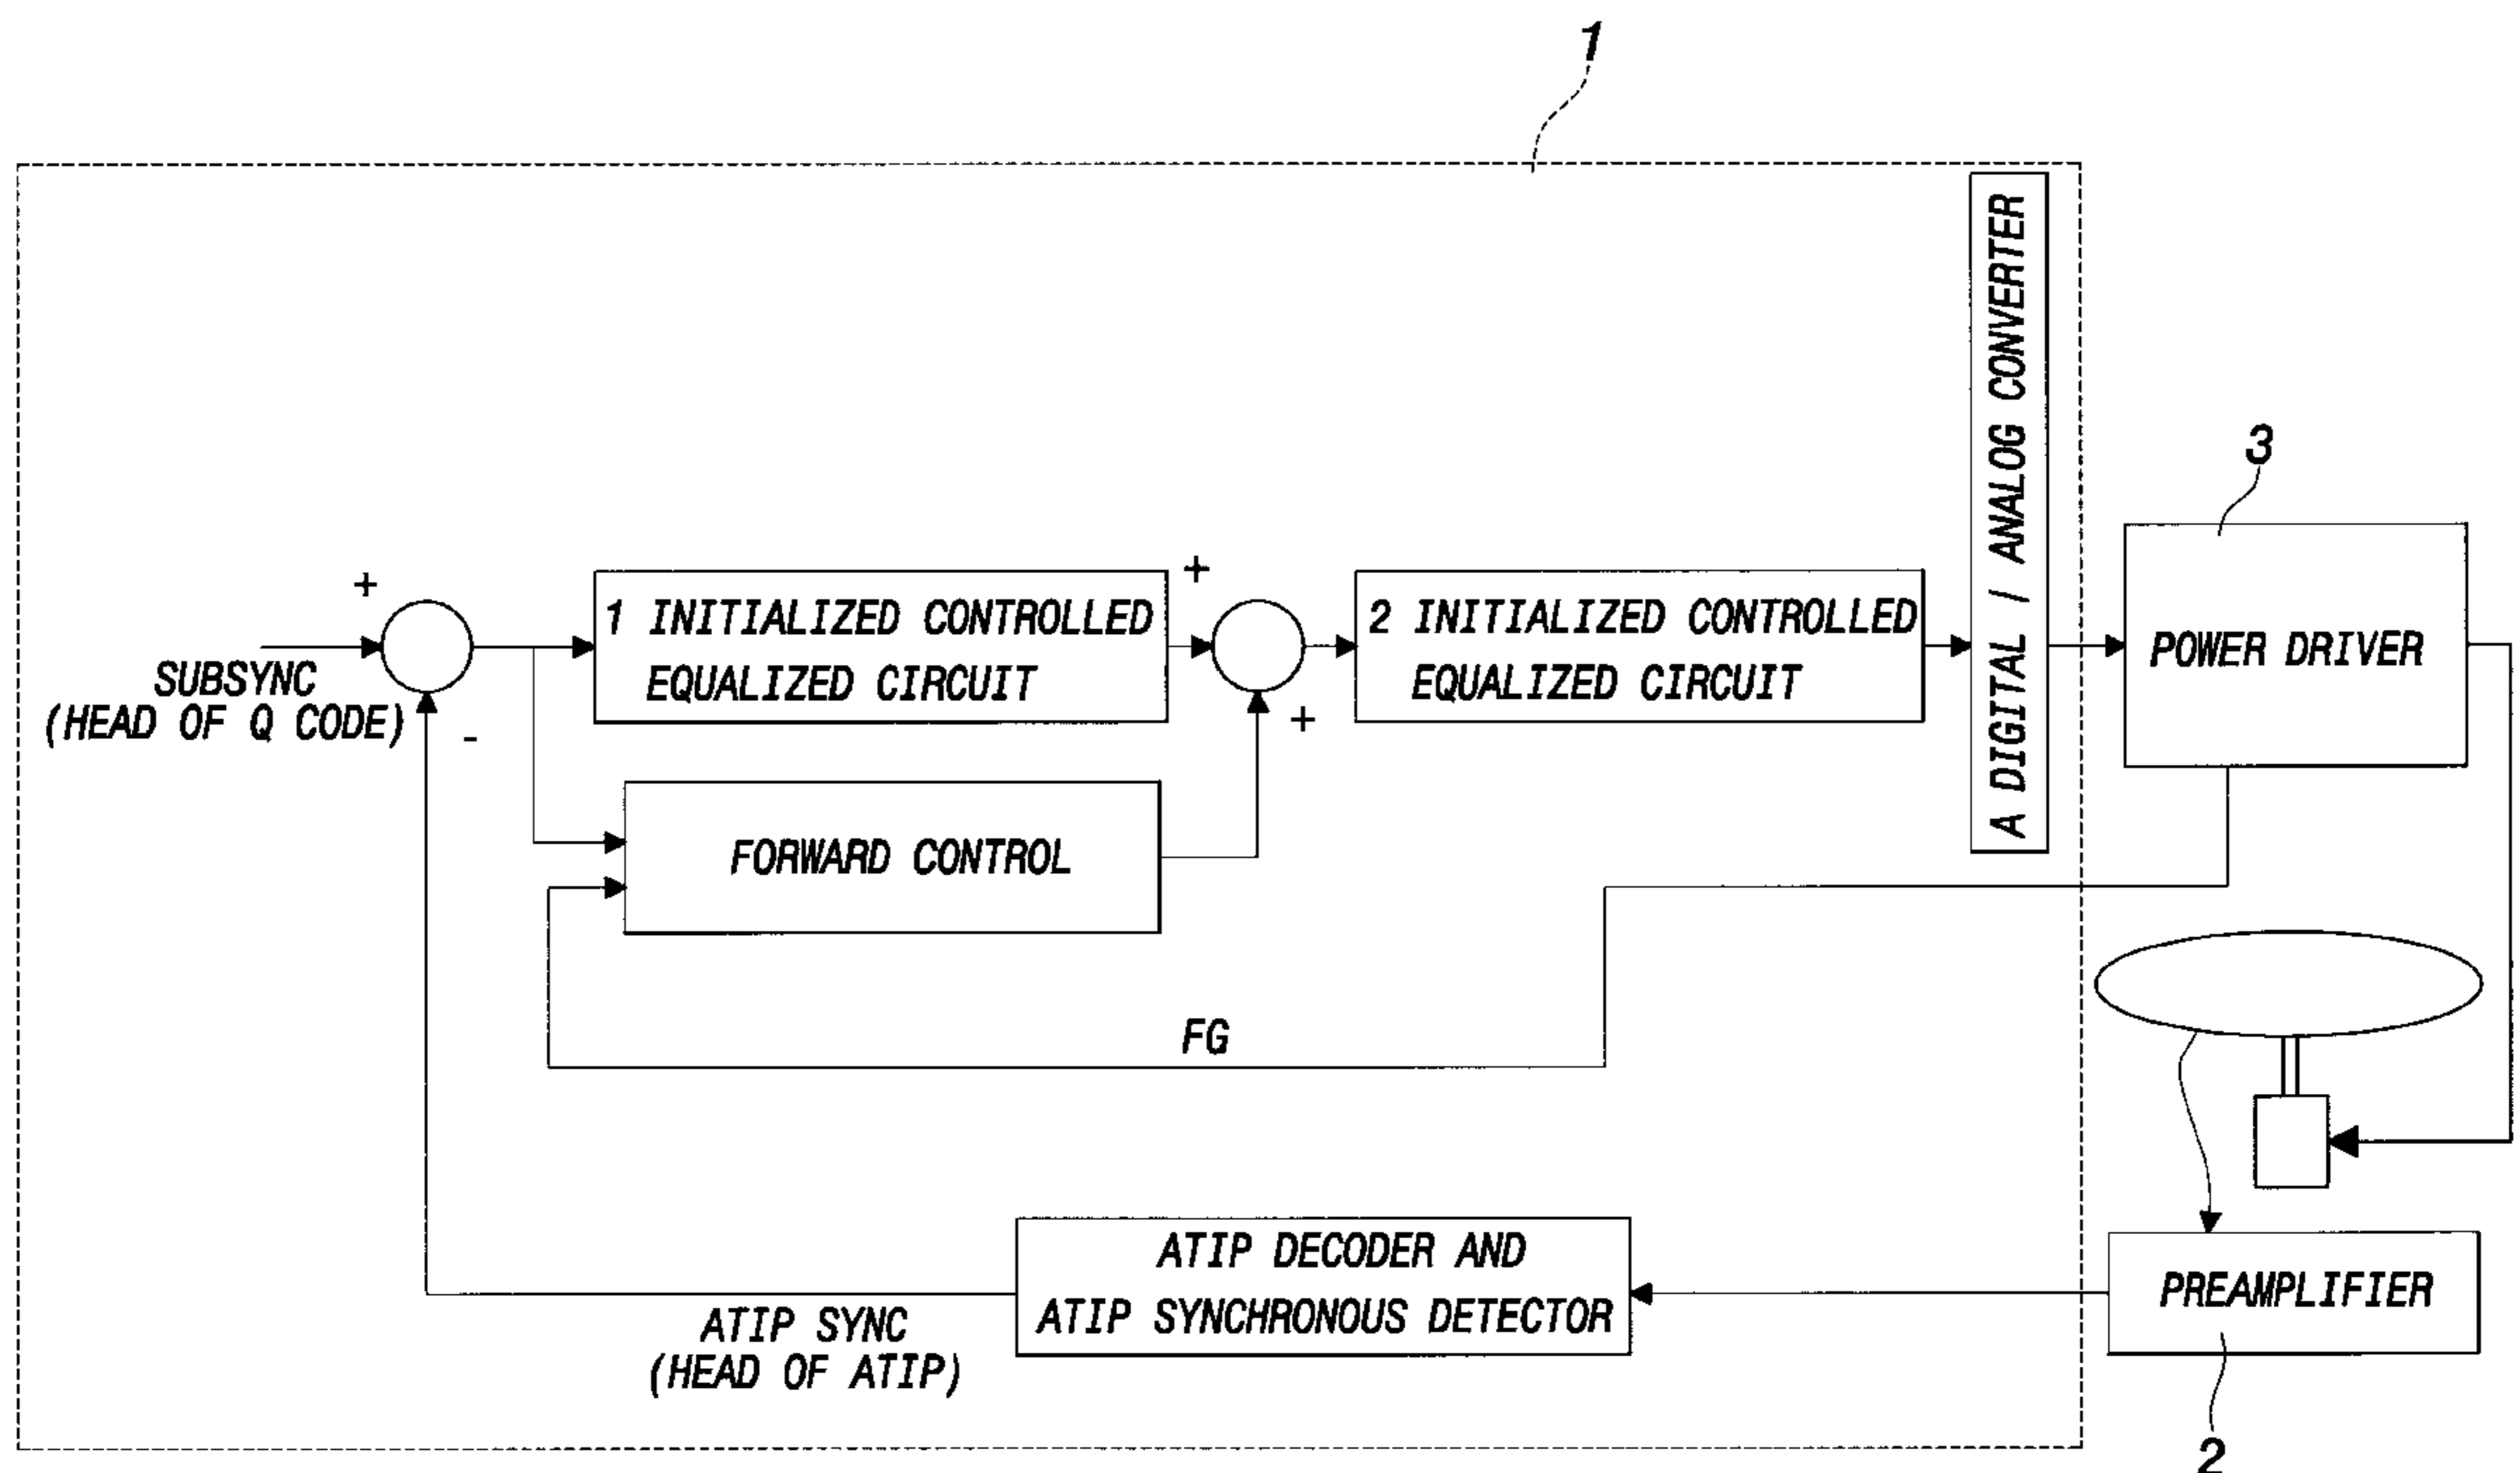 1
A DIGITAL / ANALOG CONVERTER
3
+
+
1 INITIALIZED CONTROLLED
EQUALIZED CIRCUIT
2 INITIALIZED CONTROLLED
EQUALIZED CIRCUIT
POWER DRIVER
SUBSYNC
(HEAD OF Q CODE)
-
+
FORWARD CONTROL
FG
ATIP DECODER AND
ATIP SYNCHRONOUS DETECTOR
PREAMPLIFIER
ATIP SYNC
(HEAD OF ATIP)
2